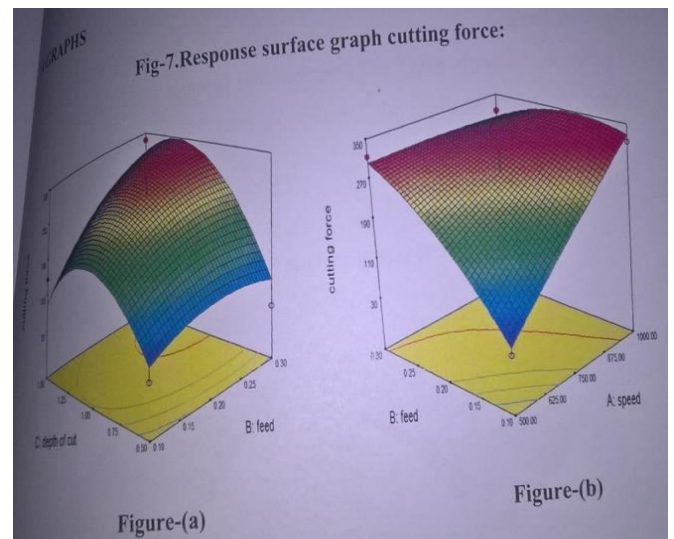 GRAPHS
Fig-7.Response surface graph cutting force:
350
270
190
110
30
cutting force
0.30
0.25
0.20
0.15
0.10
B: feed
500.00
625.00
750.00
875.00
1000.00
A: speed
1.25
1.00
0.75
0.50
C: depth of cut
0.10
0.15
0.20
0.25
0.30
B: feed
Figure-(a)
Figure-(b)